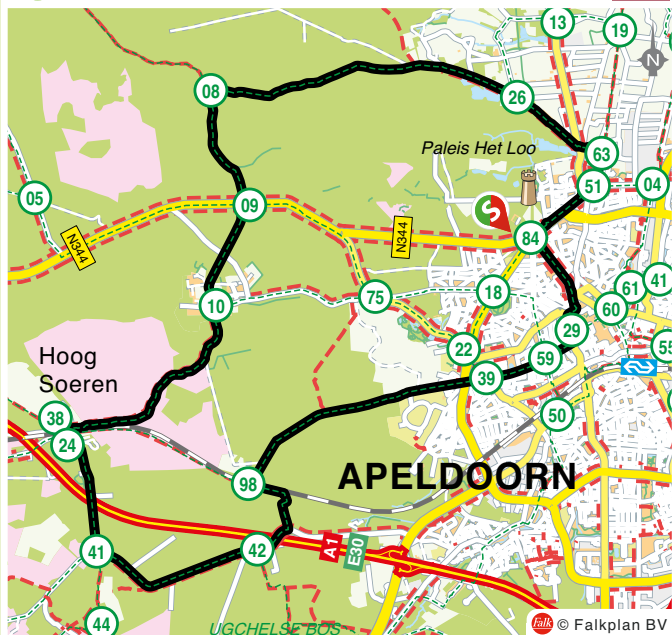 13
19
08
26
N
Paleis Het Loo
63
51
04
05
09
S
N344
N344
84
18
75
61
41
10
60
29
22
59
55
39
Hoog
Soeren
38
24
50
98
APELDOORN
41
42
A1
E30
44
UGCHELSE BOS
Falk © Falkplan BV